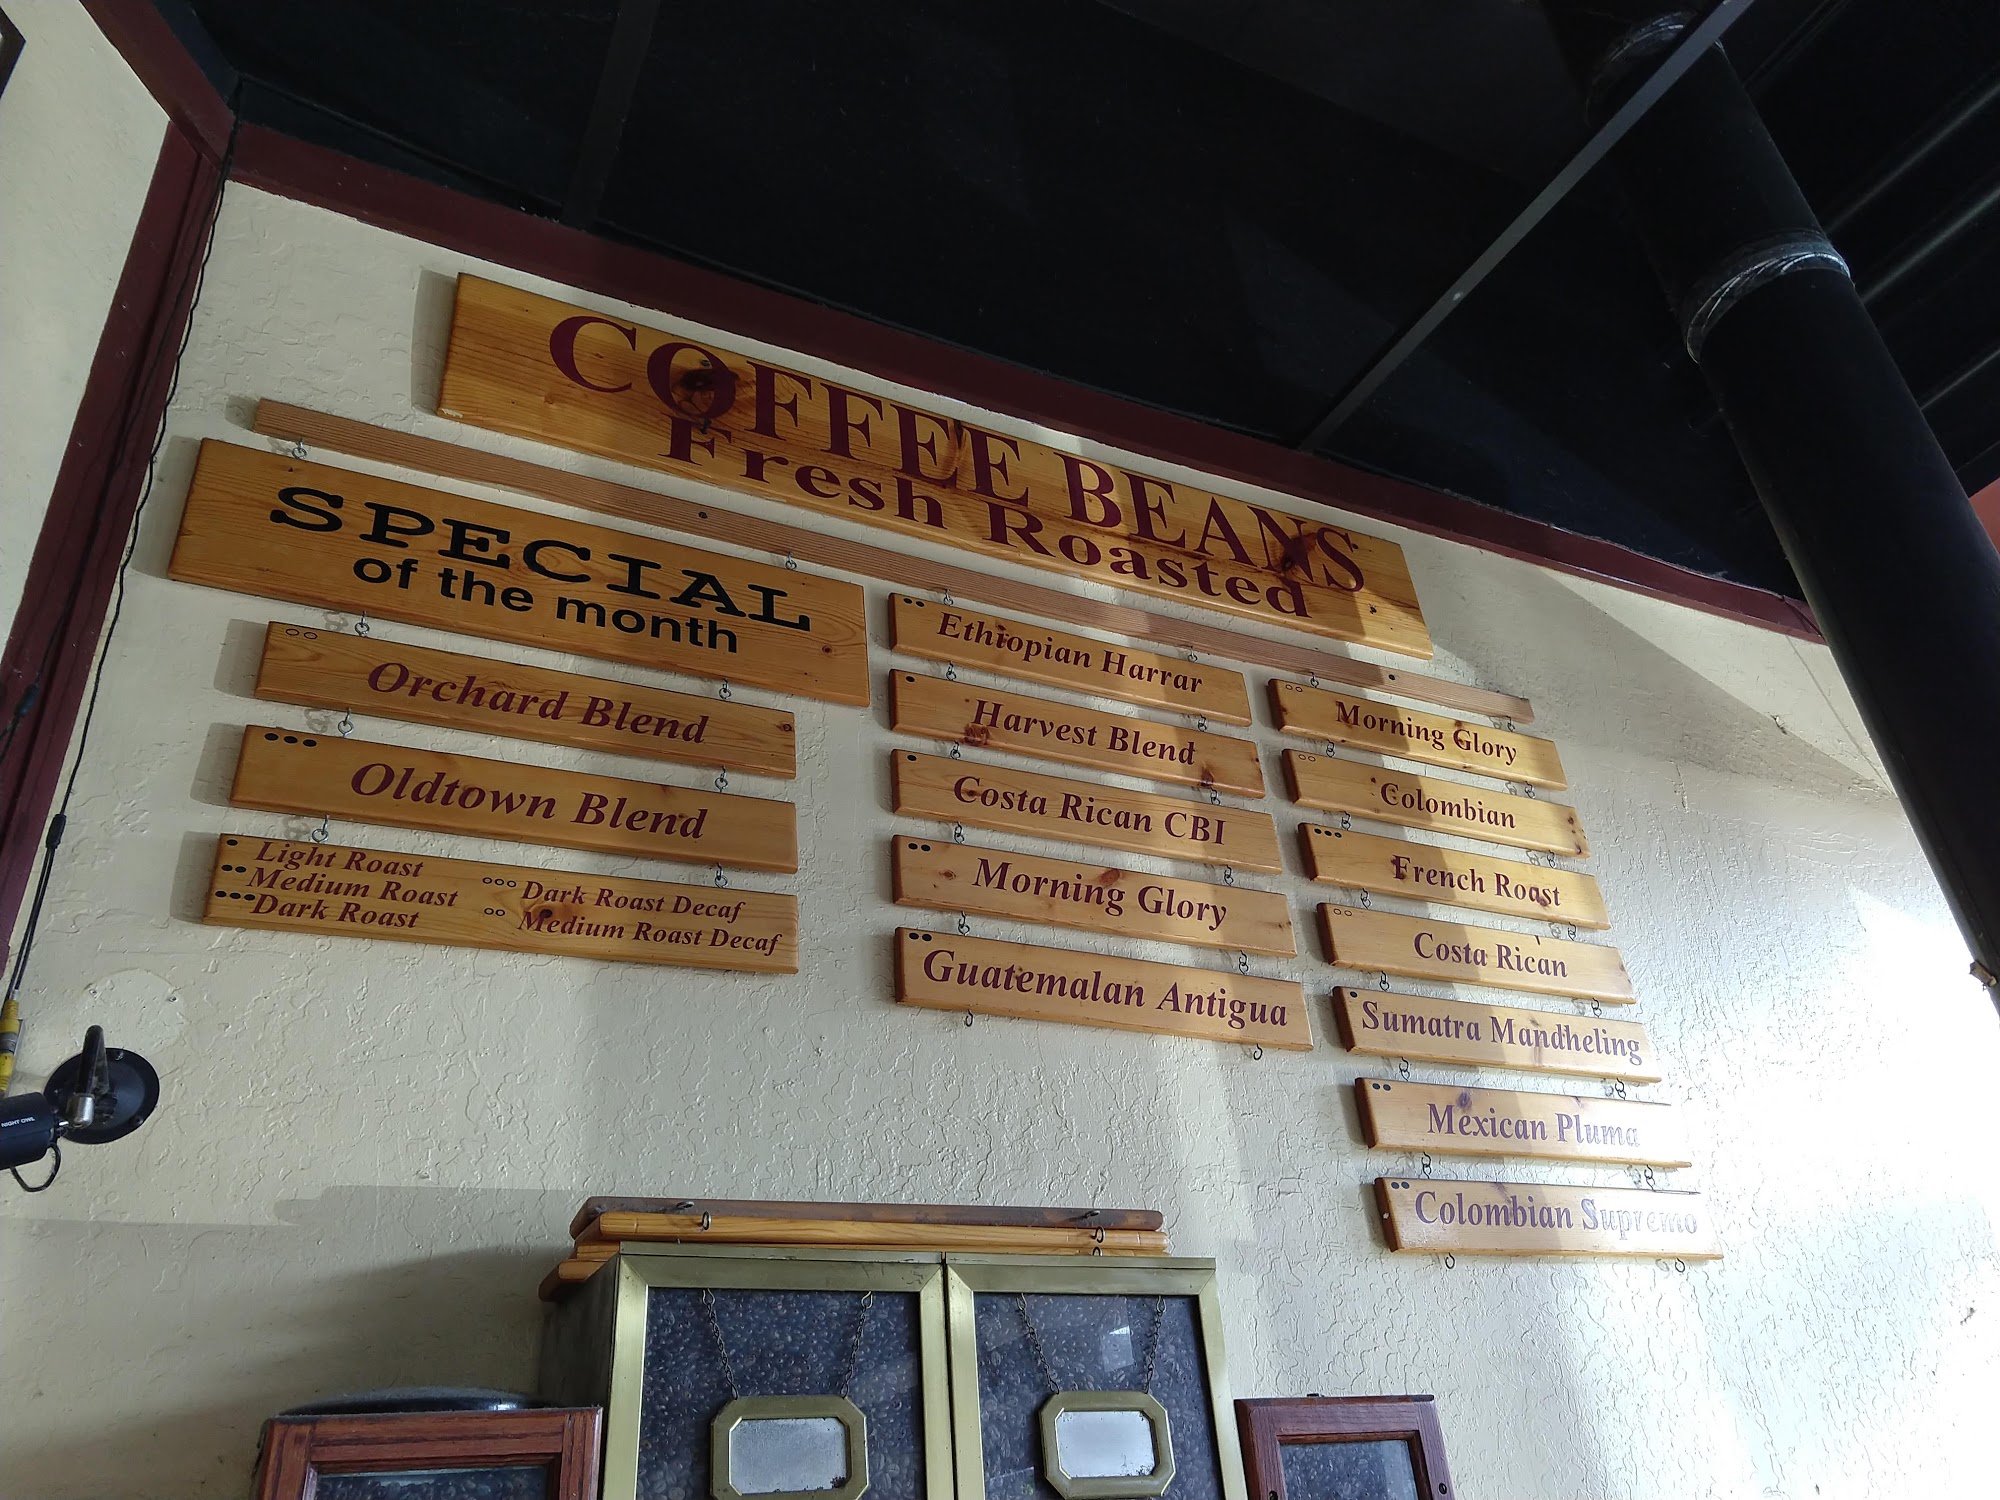 COFFEE BEANS
Fresh Roasted
SPECIAL
of the month
Orchard Blend
Oldtown Blend
Light Roast
Medium Roast
Dark Roast
Dark Roast Decaf
Medium Roast Decaf
Ethiopian Harrar
Harvest Blend
Costa Rican CBI
Morning Glory
Guatemalan Antigua
Morning Glory
Colombian
French Roast
Costa Rican
Sumatra Mandheling
Mexican Pluma
Colombian Supremo
NIGHT OWL